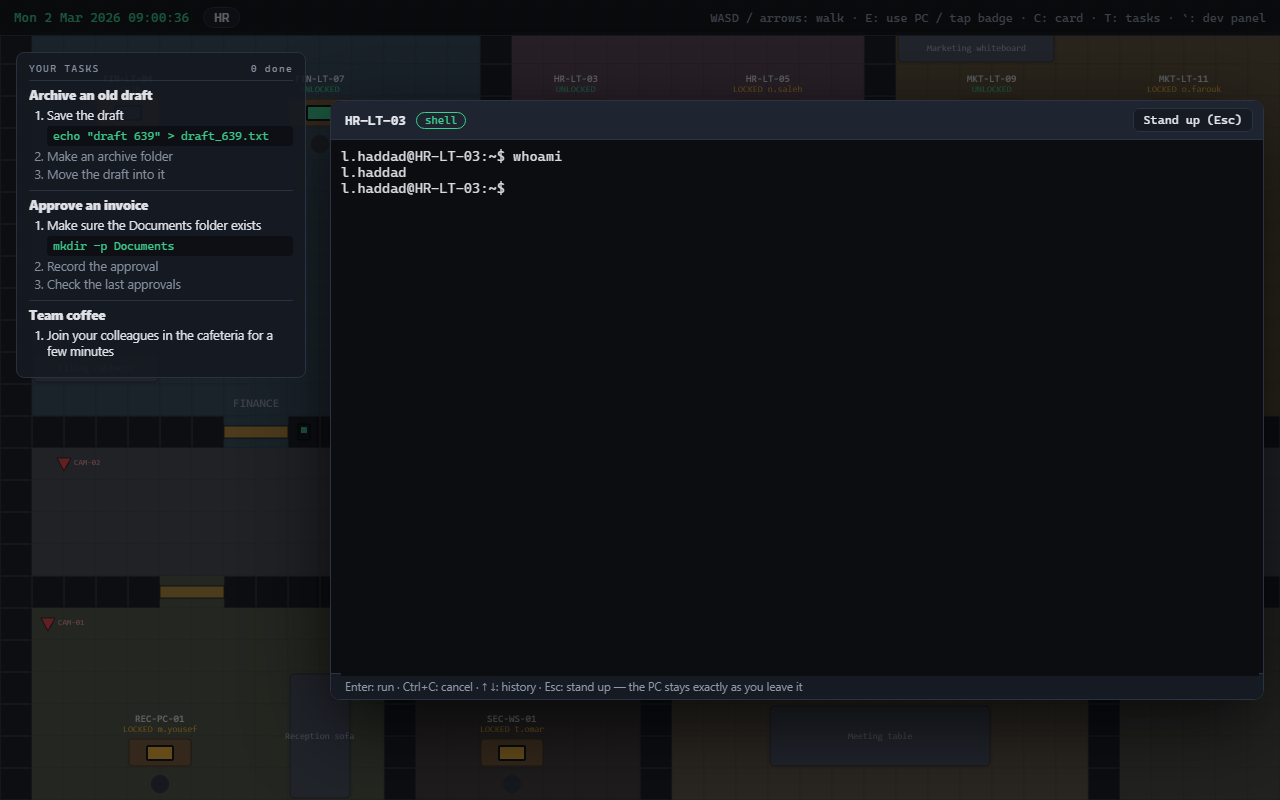 Mon 2 Mar 2026 09:00:36 HR WASD / arrows: walk · E: use PC / tap badge · C: card · T: tasks · `: dev panel
Marketing whiteboard
YOUR TASKS 0 done
N-LT-07
UNLOCKED
HR-LT-03
UNLOCKED
HR-LT-05
LOCKED n.saleh
MKT-LT-09
UNLOCKED
MKT-LT-11
LOCKED o.farouk
Archive an old draft
1. Save the draft
echo "draft 639" > draft_639.txt
2. Make an archive folder
3. Move the draft into it
Approve an invoice
1. Make sure the Documents folder exists
mkdir -p Documents
2. Record the approval
3. Check the last approvals
Team coffee
1. Join your colleagues in the cafeteria for a
few minutes
HR-LT-03 shell Stand up (Esc)
l.haddad@HR-LT-03:~$ whoami
l.haddad
l.haddad@HR-LT-03:~$
Enter: run · Ctrl+C: cancel · ↑↓: history · Esc: stand up — the PC stays exactly as you leave it
FINANCE
CAM-02
CAM-01
REC-PC-01
LOCKED m.yousef
Reception sofa
SEC-WS-01
LOCKED t.omar
Meeting table